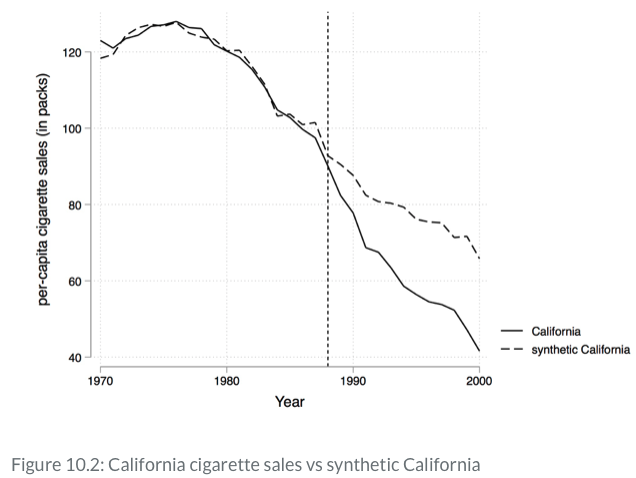 per-capita cigarette sales (in packs)
120
100
80
60
40
1970
1980
1990
2000
Year
California
synthetic California
Figure 10.2: California cigarette sales vs synthetic California